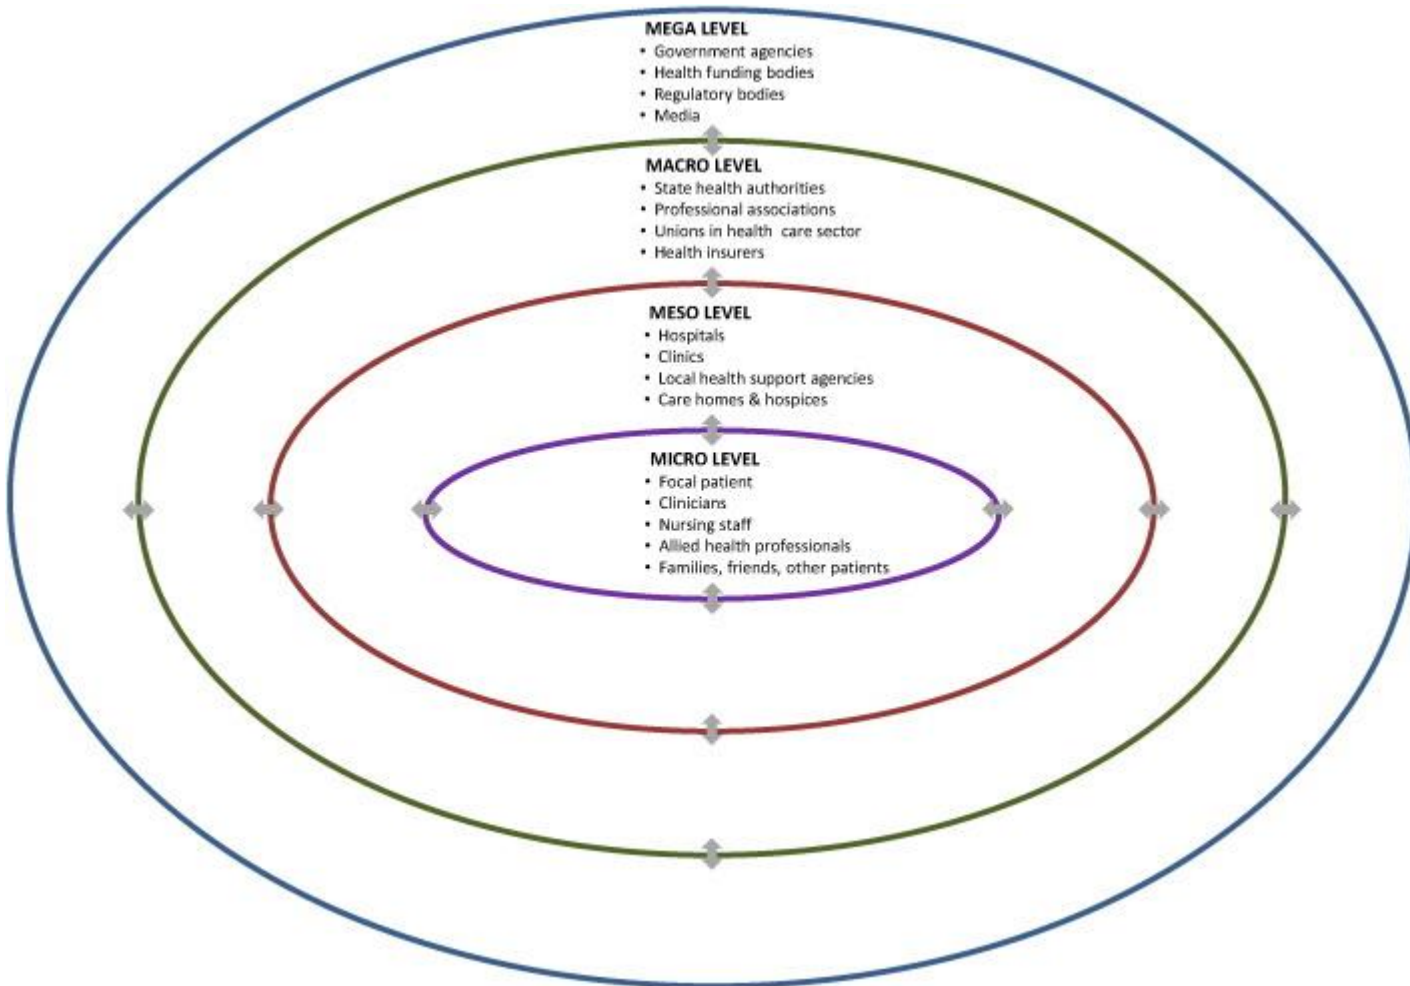 MEGA LEVEL
• Government agencies
• Health funding bodies
• Regulatory bodies
• Media
MACRO LEVEL
• State health authorities
• Professional associations
• Unions in health care sector
• Health insurers
MESO LEVEL
• Hospitals
• Clinics
• Local health support agencies
• Care homes & hospices
MICRO LEVEL
• Focal patient
• Clinicians
• Nursing staff
• Allied health professionals
• Families, friends, other patients